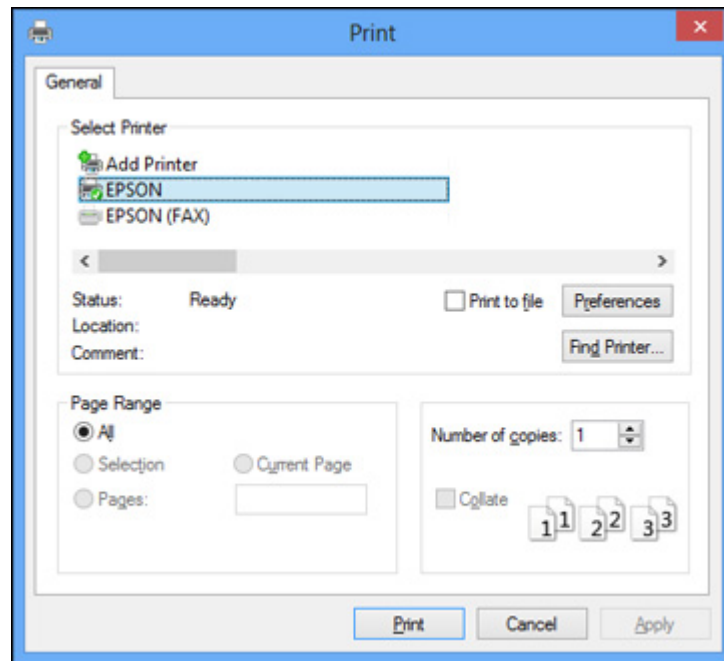 Print
General
Select Printer
Add Printer
EPSON
EPSON (FAX)
Status: Ready Print to file Preferences
Location:
Comment: Find Printer...
Page Range
All Number of copies: 1
Selection Current Page
Pages: Collate
1 1 2 2 3 3
Print Cancel Apply